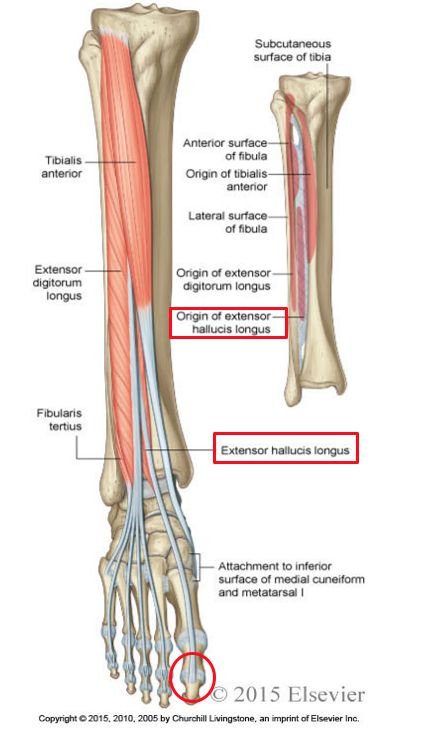 Subcutaneous
surface of tibia
Anterior surface
of fibula
Tibialis
anterior
Origin of tibialis
anterior
Lateral surface
of fibula
Extensor
digitorum
longus
Origin of extensor
digitorum longus
Origin of extensor
hallucis longus
Fibularis
tertius
Extensor hallucis longus
Attachment to inferior
surface of medial cuneiform
and metatarsal I
© 2015 Elsevier
Copyright © 2015, 2010, 2005 by Churchill Livingstone, an imprint of Elsevier Inc.